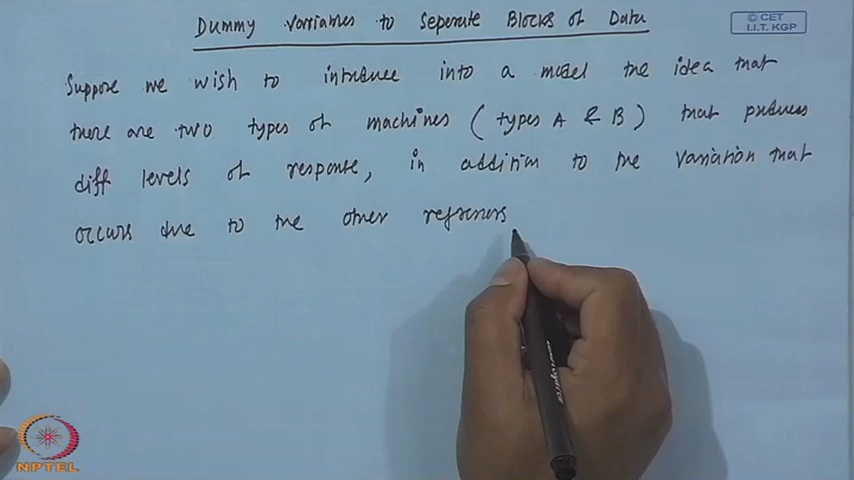 Dummy variables to Seperate Blocks of Data
© CET
I.I.T. KGP
Suppose we wish to introduce into a model the idea that
there are two types of machines (types A & B) that produces
diff levels of response, in addition to the variation that
occurs due to the other regressors
NPTEL